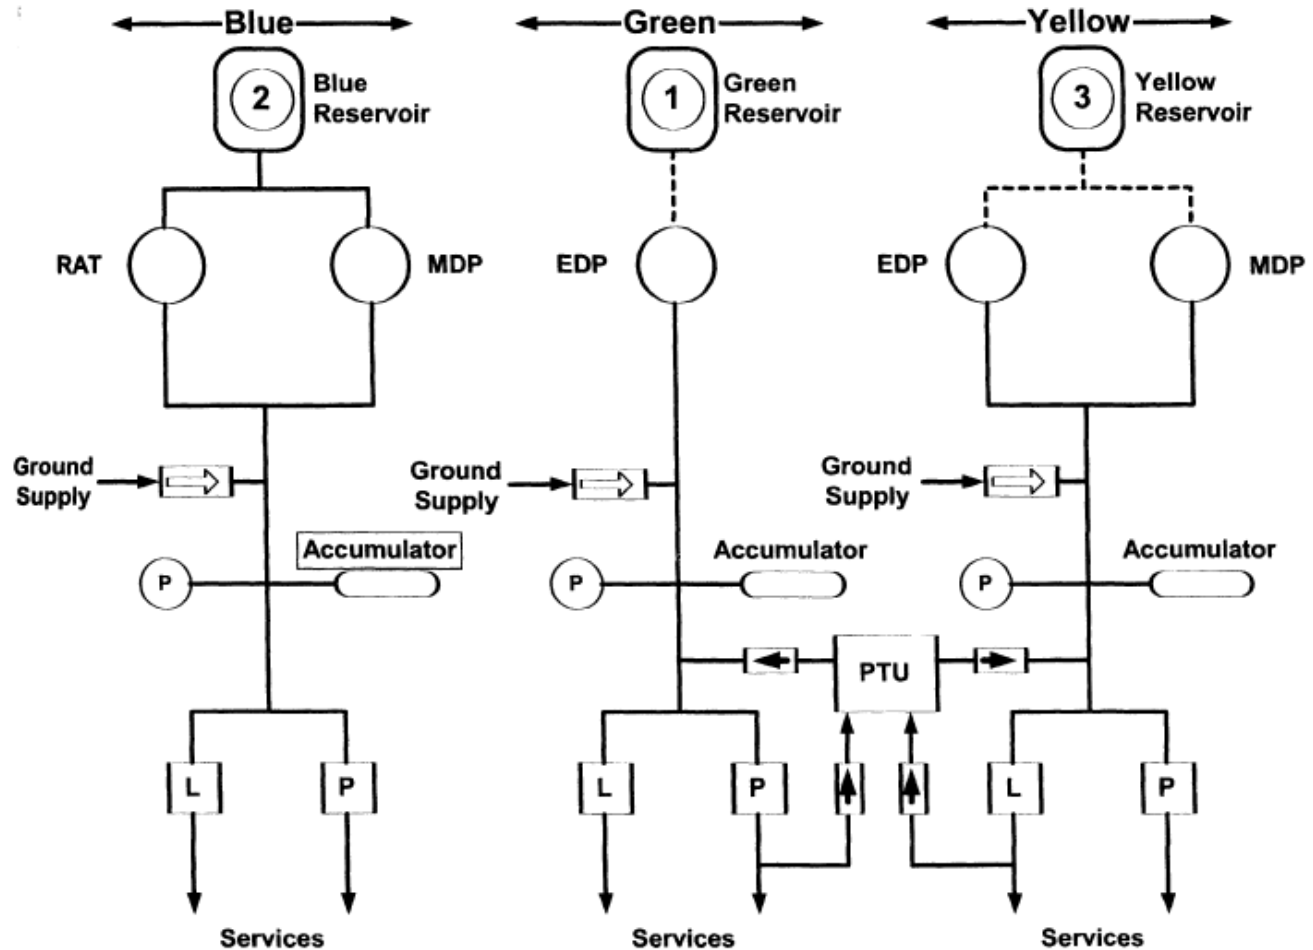 Blue
Green
Yellow
2
Blue
Reservoir
1
Green
Reservoir
3
Yellow
Reservoir
RAT
MDP
EDP
EDP
MDP
Ground
Supply
Ground
Supply
Ground
Supply
Accumulator
Accumulator
Accumulator
P
P
P
PTU
L
P
L
P
L
P
Services
Services
Services